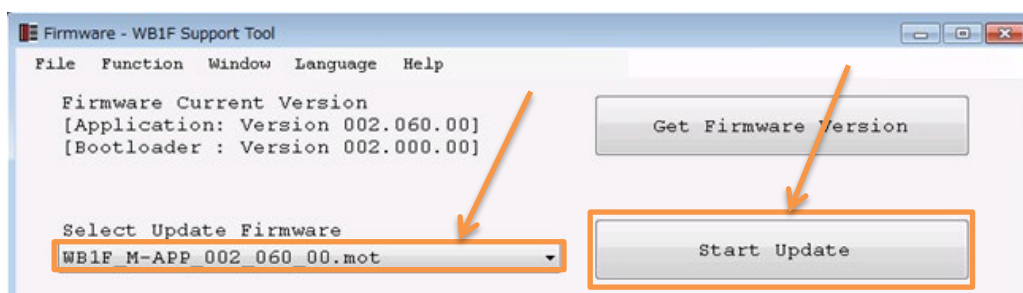 Firmware - WB1F Support Tool
File Function Window Language Help
Firmware Current Version
[Application: Version 002.060.00]
[Bootloader : Version 002.000.00]
Get Firmware Version
Select Update Firmware
WB1F_M-APP_002_060_00.mot
Start Update